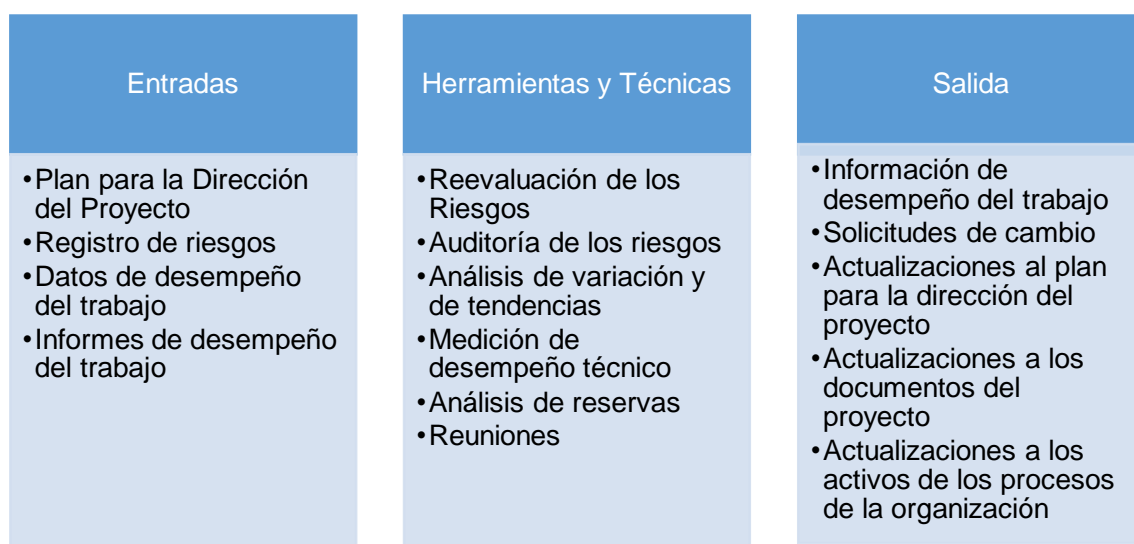 Entradas
•Plan para la Dirección
del Proyecto
•Registro de riesgos
•Datos de desempeño
del trabajo
•Informes de desempeño
del trabajo
Herramientas y Técnicas
•Reevaluación de los
Riesgos
•Auditoría de los riesgos
•Análisis de variación y
de tendencias
•Medición de
desempeño técnico
•Análisis de reservas
•Reuniones
Salida
•Información de
desempeño del trabajo
•Solicitudes de cambio
•Actualizaciones al plan
para la dirección del
proyecto
•Actualizaciones a los
documentos del
proyecto
•Actualizaciones a los
activos de los procesos
de la organización